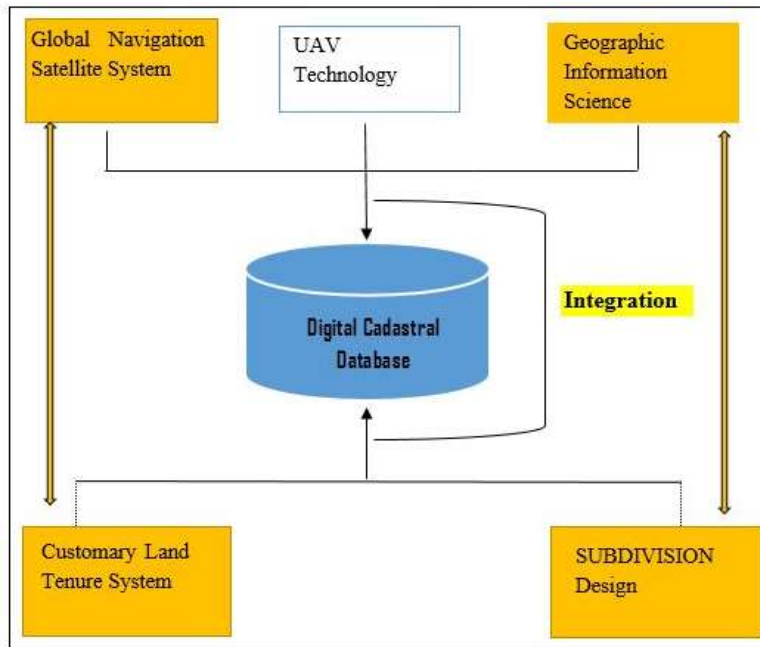 Global Navigation
Satellite System
UAV
Technology
Geographic
Information
Science
Integration
Digital Cadastral
Database
Customary Land
Tenure System
SUBDIVISION
Design